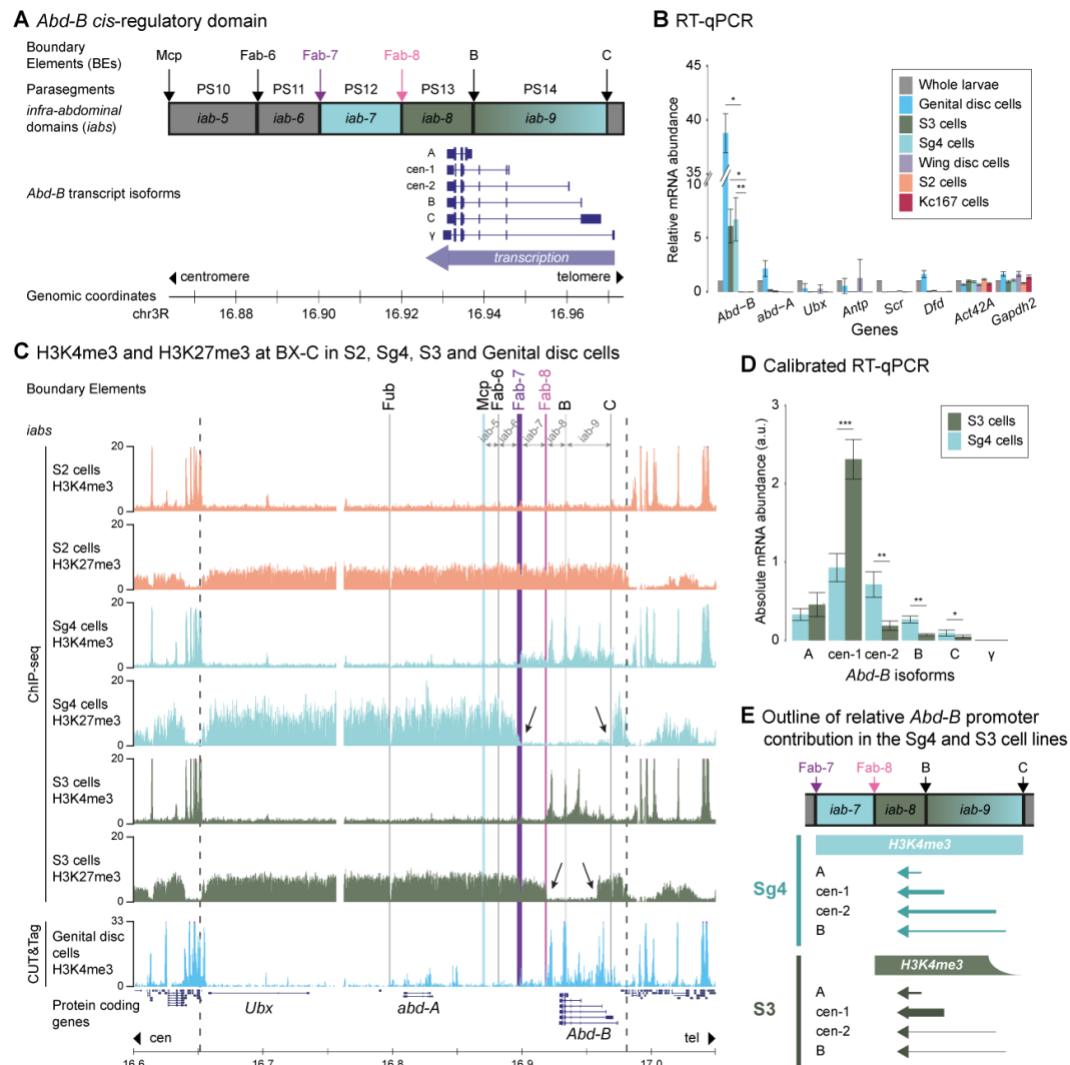 A Abd-B cis-regulatory domain
Boundary
Elements (BEs)
Mcp Fab-6 Fab-7 Fab-8 B C
Parasegments PS10 PS11 PS12 PS13 PS14
infra-abdominal
domains (iabs)
iab-5 iab-6 iab-7 iab-8 iab-9
Abd-B transcript isoforms
A
cen-1
cen-2
B
C
γ
transcription
centromere telomere
Genomic coordinates
chr3R 16.88 16.90 16.92 16.94 16.96
B RT-qPCR
Relative mRNA abundance
45
40
35
10
5
0
* * **
Whole larvae
Genital disc cells
S3 cells
Sg4 cells
Wing disc cells
S2 cells
Kc167 cells
Abd-B abd-A Ubx Antp Scr Dfd Act42A Gapdh2
Genes
C H3K4me3 and H3K27me3 at BX-C in S2, Sg4, S3 and Genital disc cells
Boundary Elements
Fub Mcp Fab-6 Fab-7 Fab-8 B C
iabs
iab-5 iab-6 iab-7 iab-8 iab-9
ChIP-seq
S2 cells
H3K4me3
20
0
S2 cells
H3K27me3
20
0
Sg4 cells
H3K4me3
20
0
Sg4 cells
H3K27me3
20
0
S3 cells
H3K4me3
20
0
S3 cells
H3K27me3
20
0
CUT&Tag
Genital disc
cells
H3K4me3
33
0
Protein coding
genes
Ubx abd-A Abd-B
cen tel
16.6 16.7 16.8 16.9 17.0
D Calibrated RT-qPCR
Absolute mRNA abundance (a.u.)
3
2
1
0
S3 cells
Sg4 cells
*** ** ** *
A cen-1 cen-2 B C γ
Abd-B isoforms
E Outline of relative Abd-B promoter
contribution in the Sg4 and S3 cell lines
Fab-7 Fab-8 B C
iab-7 iab-8 iab-9
Sg4
H3K4me3
A
cen-1
cen-2
B
S3
H3K4me3
A
cen-1
cen-2
B